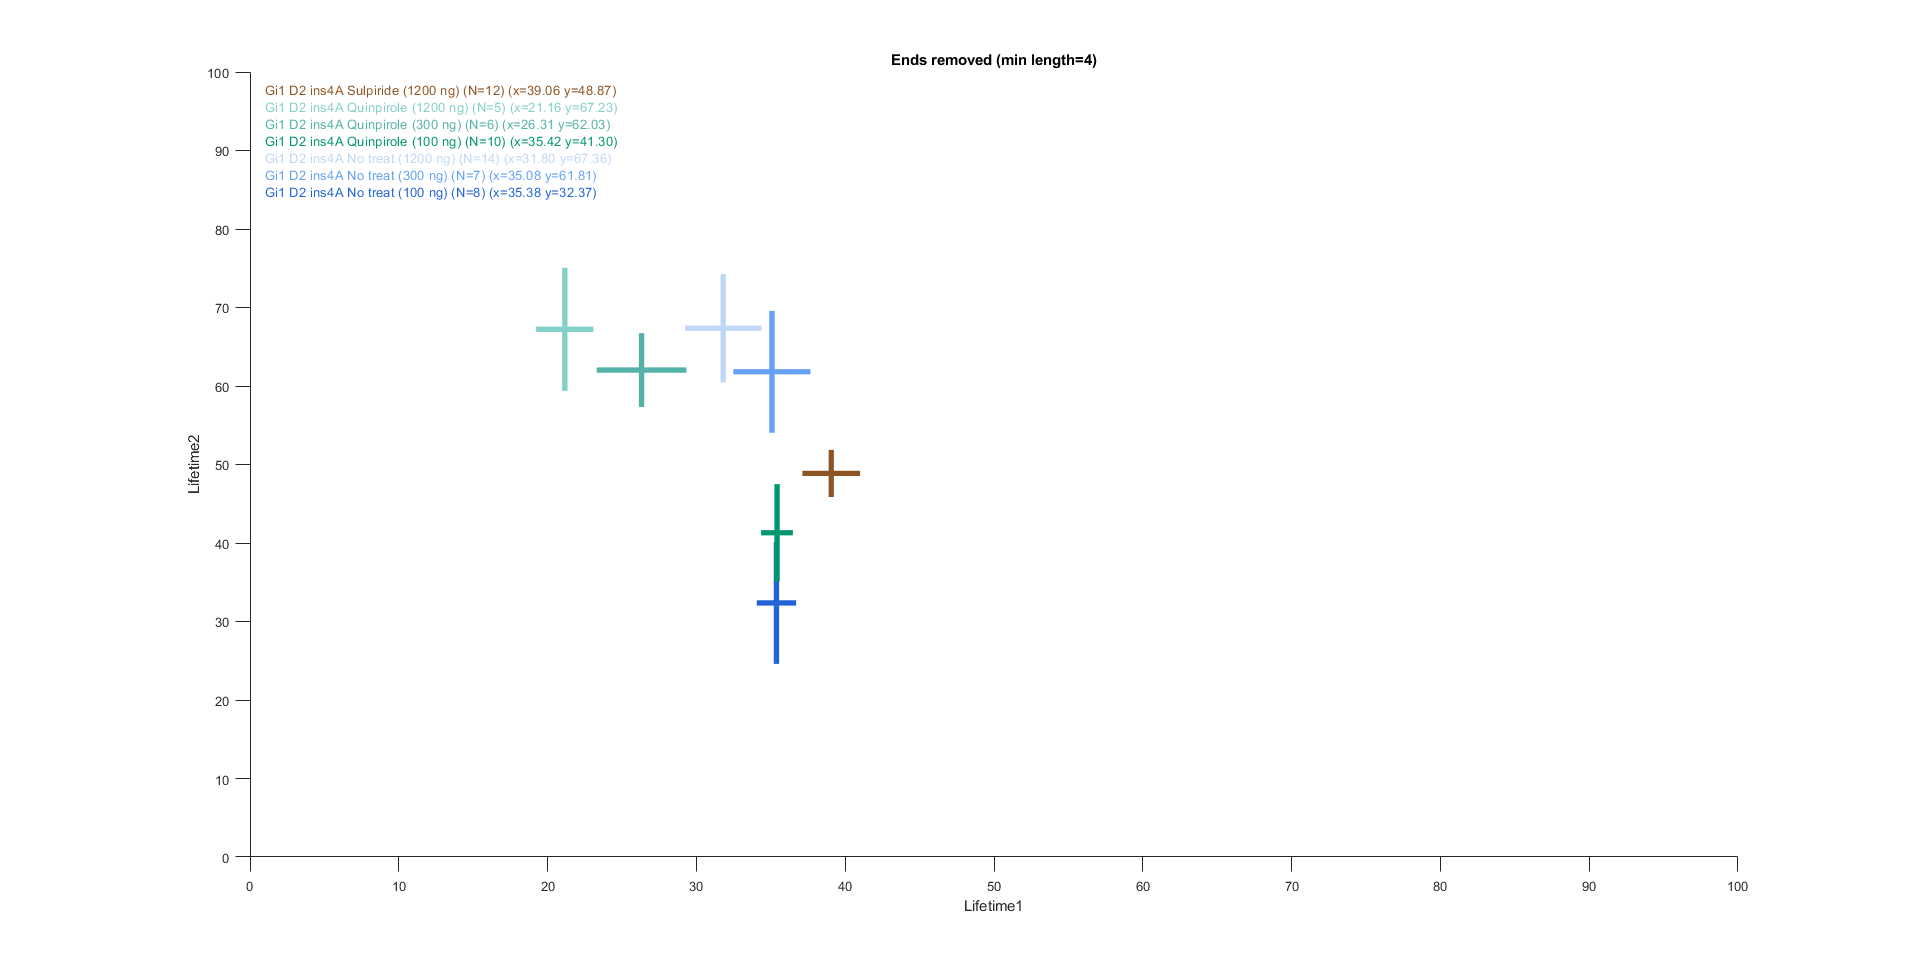 Ends removed (min length=4)
Gi1 D2 ins4A Sulpiride (1200 ng) (N=12) (x=39.06 y=48.87)
Gi1 D2 ins4A Quinpirole (1200 ng) (N=5) (x=21.16 y=67.23)
Gi1 D2 ins4A Quinpirole (300 ng) (N=6) (x=26.31 y=62.03)
Gi1 D2 ins4A Quinpirole (100 ng) (N=10) (x=35.42 y=41.30)
Gi1 D2 ins4A No treat (1200 ng) (N=14) (x=31.80 y=67.36)
Gi1 D2 ins4A No treat (300 ng) (N=7) (x=35.08 y=61.81)
Gi1 D2 ins4A No treat (100 ng) (N=8) (x=35.38 y=32.37)
100
90
80
70
60
50
40
30
20
10
0
Lifetime2
0 10 20 30 40 50 60 70 80 90 100
Lifetime1